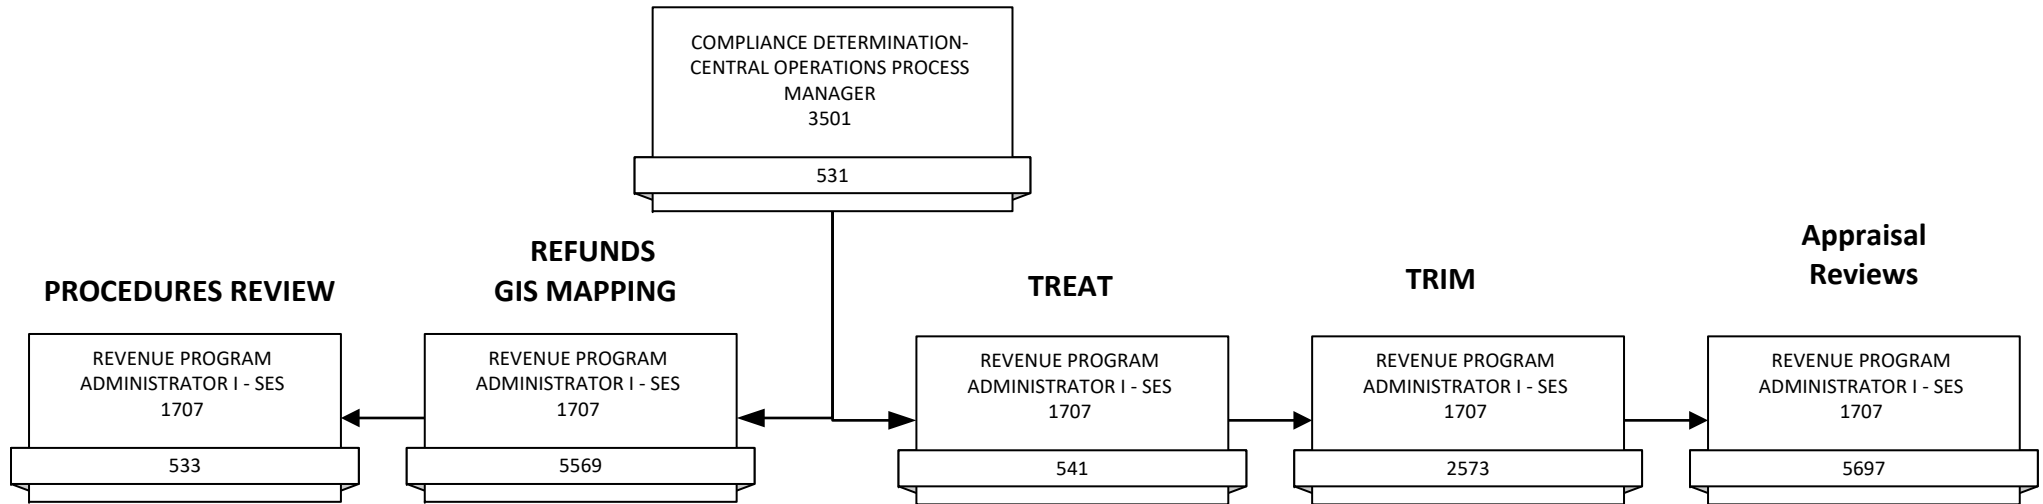 COMPLIANCE DETERMINATION-
CENTRAL OPERATIONS PROCESS
MANAGER
3501
531
PROCEDURES REVIEW
REFUNDS
GIS MAPPING
TREAT
TRIM
Appraisal
Reviews
REVENUE PROGRAM
ADMINISTRATOR I - SES
1707
533
REVENUE PROGRAM
ADMINISTRATOR I - SES
1707
5569
REVENUE PROGRAM
ADMINISTRATOR I - SES
1707
541
REVENUE PROGRAM
ADMINISTRATOR I - SES
1707
2573
REVENUE PROGRAM
ADMINISTRATOR I - SES
1707
5697